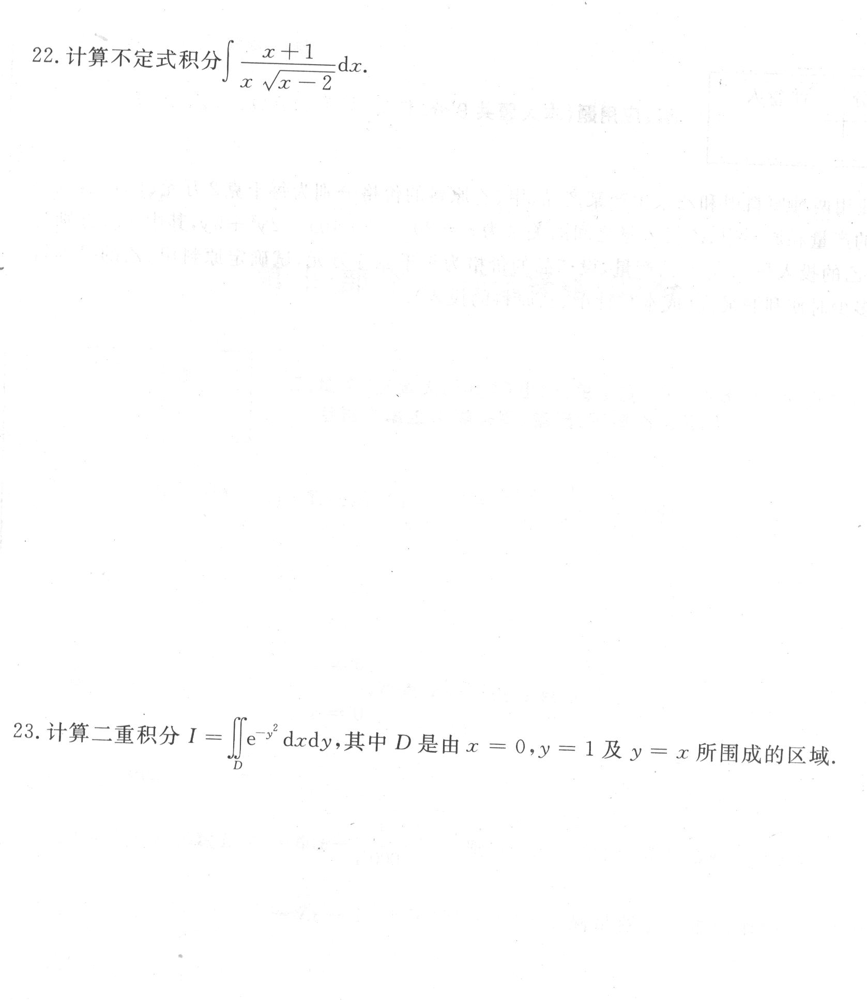 22. 计算不定式积分∫ (x+1)/(x√(x-2)) dx.
23. 计算二重积分 I = ∬_D e^{-y^2} dxdy,其中 D 是由 x = 0, y = 1 及 y = x 所围成的区域.